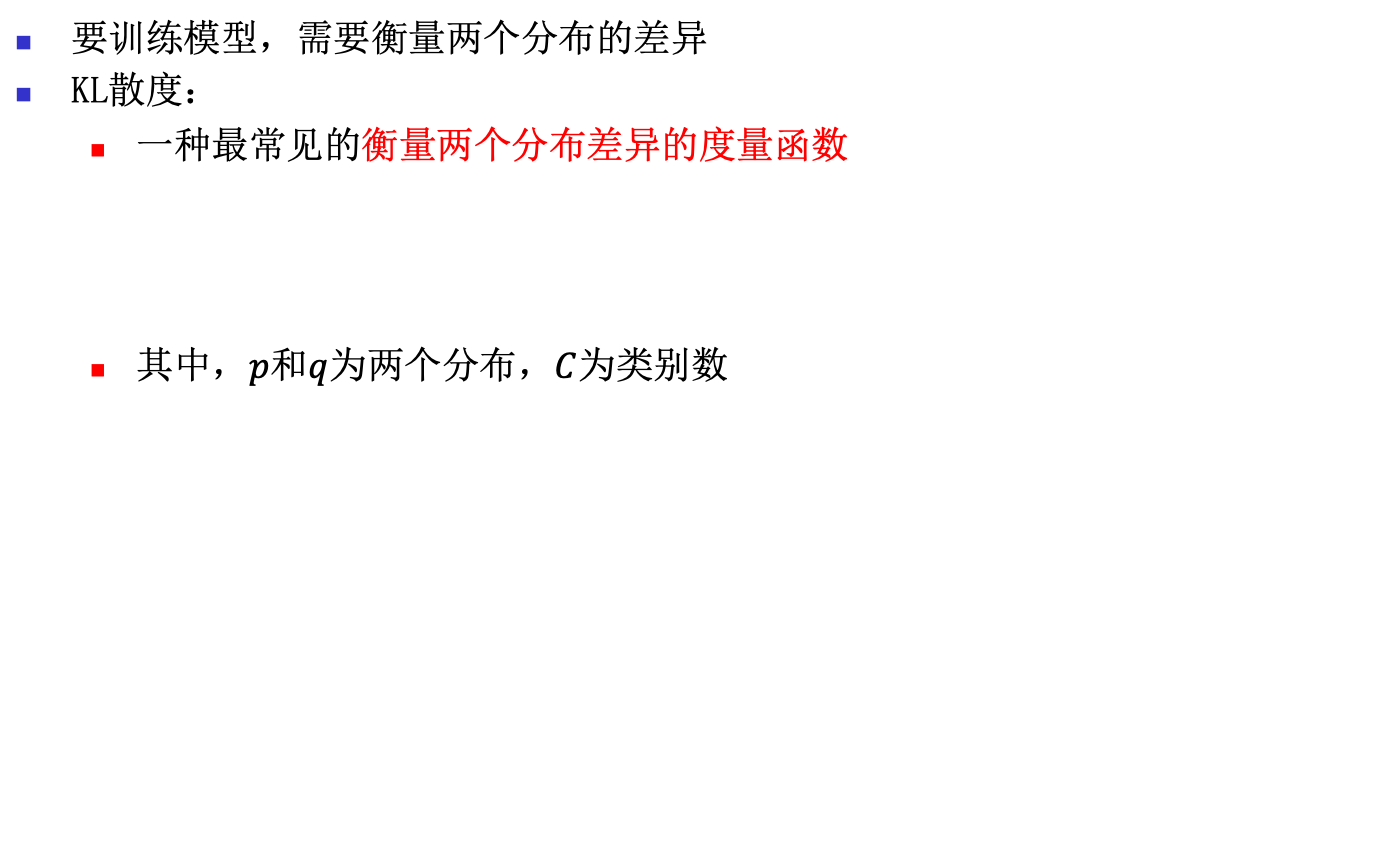 要训练模型，需要衡量两个分布的差异
KL散度：
一种最常见的衡量两个分布差异的度量函数
其中，p和q为两个分布，C为类别数